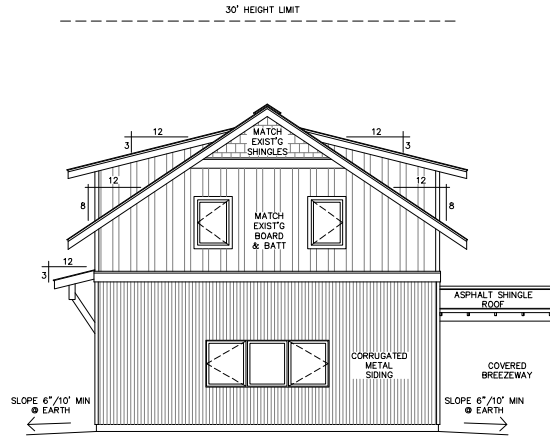 30' HEIGHT LIMIT
12
3
MATCH
EXIST'G
SHINGLES
12
3
12
8
12
8
MATCH
EXIST'G
BOARD
& BATT
12
3
ASPHALT SHINGLE
ROOF
CORRUGATED
METAL
SIDING
COVERED
BREEZEWAY
SLOPE 6"/10' MIN
@ EARTH
SLOPE 6"/10' MIN
@ EARTH